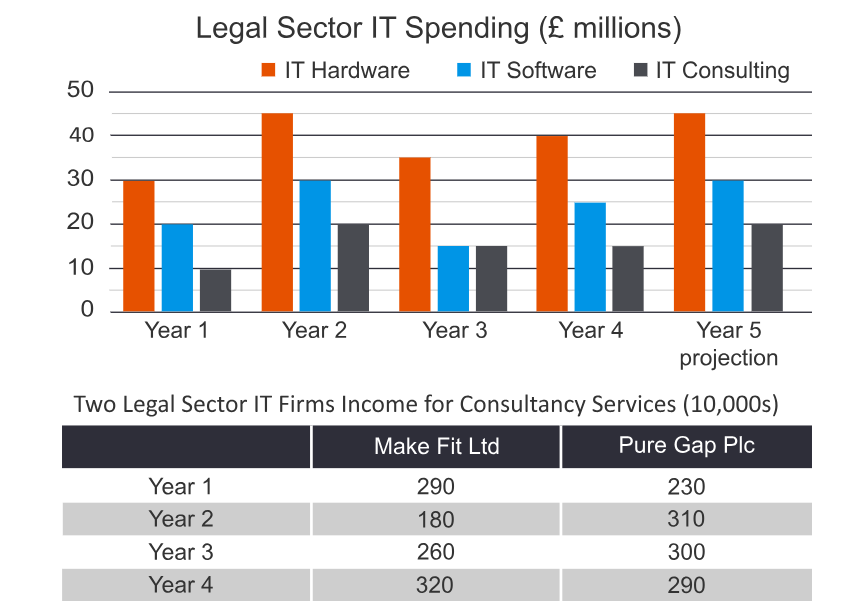 Legal Sector IT Spending (£ millions)
IT Hardware IT Software IT Consulting
50
40
30
20
10
0
Year 1 Year 2 Year 3 Year 4 Year 5
projection
Two Legal Sector IT Firms Income for Consultancy Services (10,000s)
Make Fit Ltd Pure Gap Plc
Year 1 290 230
Year 2 180 310
Year 3 260 300
Year 4 320 290